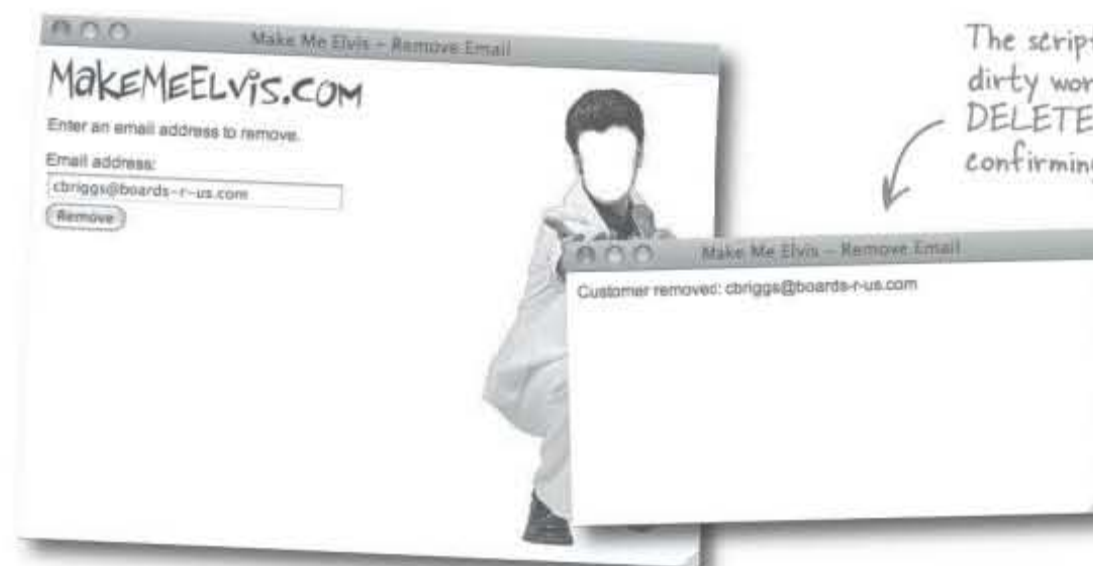 Make Me Elvis – Remove Email
MakeMeElvis.com
Enter an email address to remove.
Email address:
cbriggs@boards-r-us.com
Remove
The script
dirty wor
DELETE
confirming
Make Me Elvis – Remove Email
Customer removed: cbriggs@boards-r-us.com